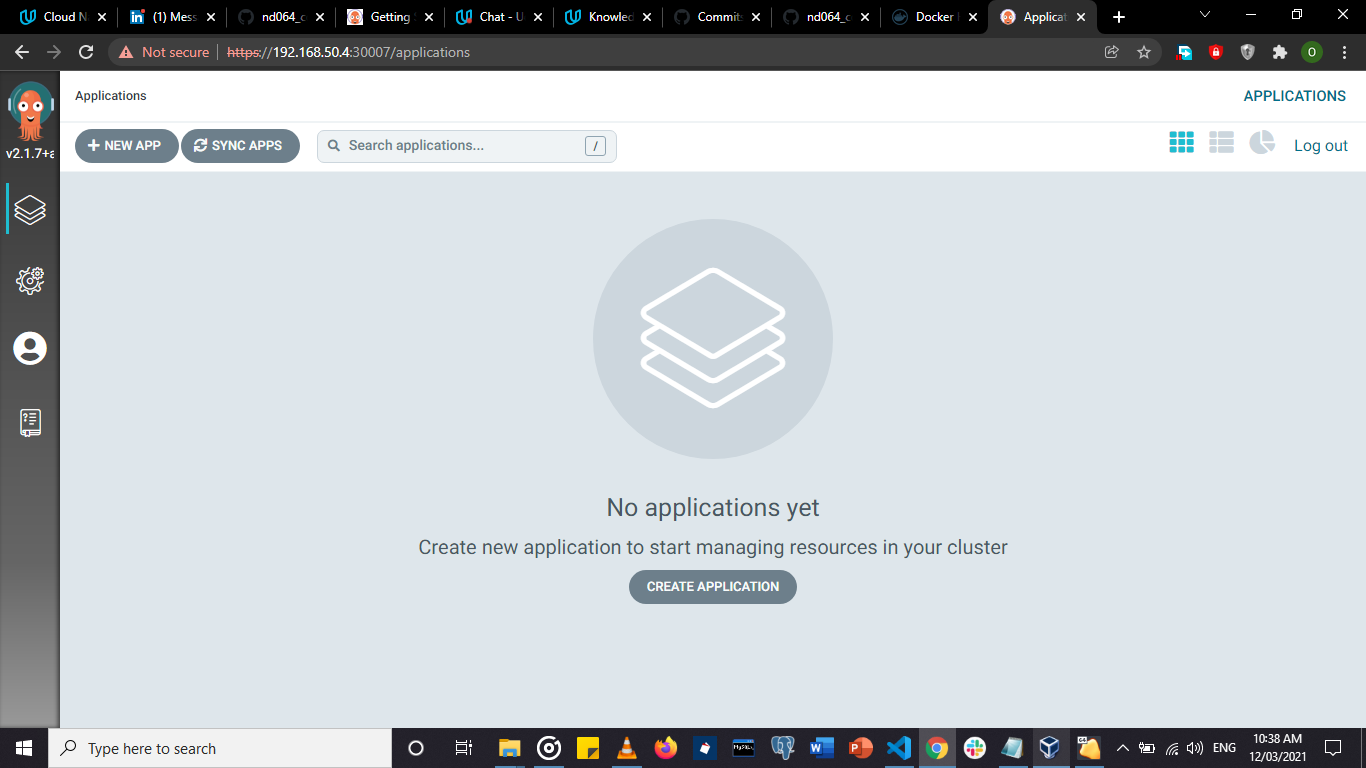 Cloud N
(1) Mess
nd064_c
Getting S
Chat - U
Knowled
Commits
nd064_c
Docker
Applicat
Not secure https://192.168.50.4:30007/applications
O
Applications
APPLICATIONS
v2.1.7+a
NEW APP
SYNC APPS
Search applications...
/
Log out
No applications yet
Create new application to start managing resources in your cluster
CREATE APPLICATION
Type here to search
ENG
10:38 AM
12/03/2021